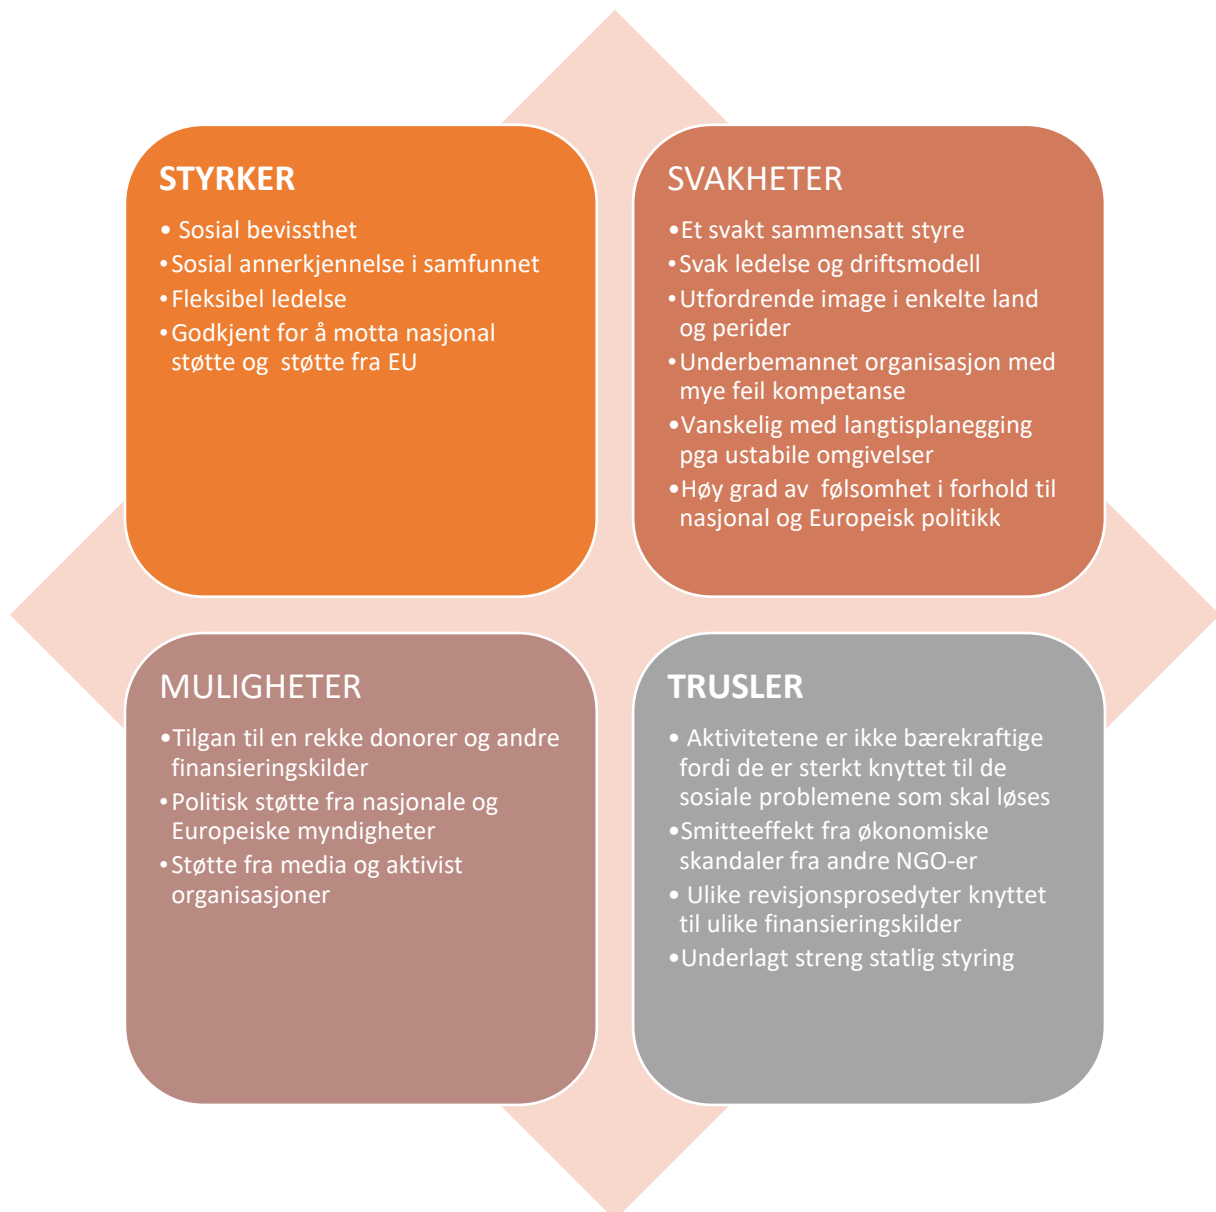 STYRKER
• Sosial bevissthet
• Sosial annerkjennelse i samfunnet
• Fleksibel ledelse
• Godkjent for å motta nasjonal
støtte og støtte fra EU
SVAKHETER
•Et svakt sammensatt styre
•Svak ledelse og driftsmodell
•Utfordrende image i enkelte land
og perider
•Underbemannet organisasjon med
mye feil kompetanse
•Vanskelig med langtisplanegging
pga ustabile omgivelser
•Høy grad av følsomhet i forhold til
nasjonal og Europeisk politikk
MULIGHETER
•Tilgan til en rekke donorer og andre
finansieringskilder
• Politisk støtte fra nasjonale og
Europeiske myndigheter
• Støtte fra media og aktivist
organisasjoner
TRUSLER
• Aktivitetene er ikke bærekraftige
fordi de er sterkt knyttet til de
sosiale problemene som skal løses
•Smitteeffekt fra økonomiske
skandaler fra andre NGO-er
• Ulike revisjonsprosedyter knyttet
til ulike finansieringskilder
•Underlagt streng statlig styring